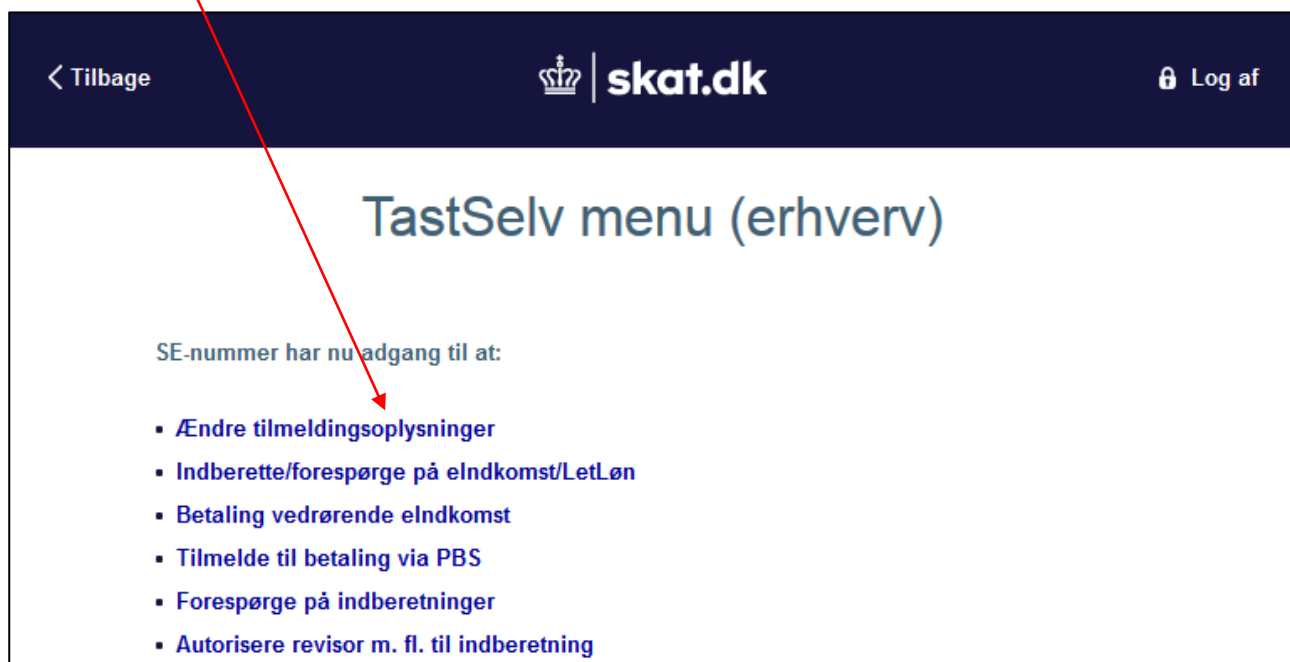 Tilbage
skat.dk
Log af
TastSelv menu (erhverv)
SE-nummer har nu adgang til at:
Ændre tilmeldingsoplysninger
Indberette/forespørge på eIndkomst/LetLøn
Betaling vedrørende eIndkomst
Tilmelde til betaling via PBS
Forespørge på indberetninger
Autorisere revisor m. fl. til indberetning